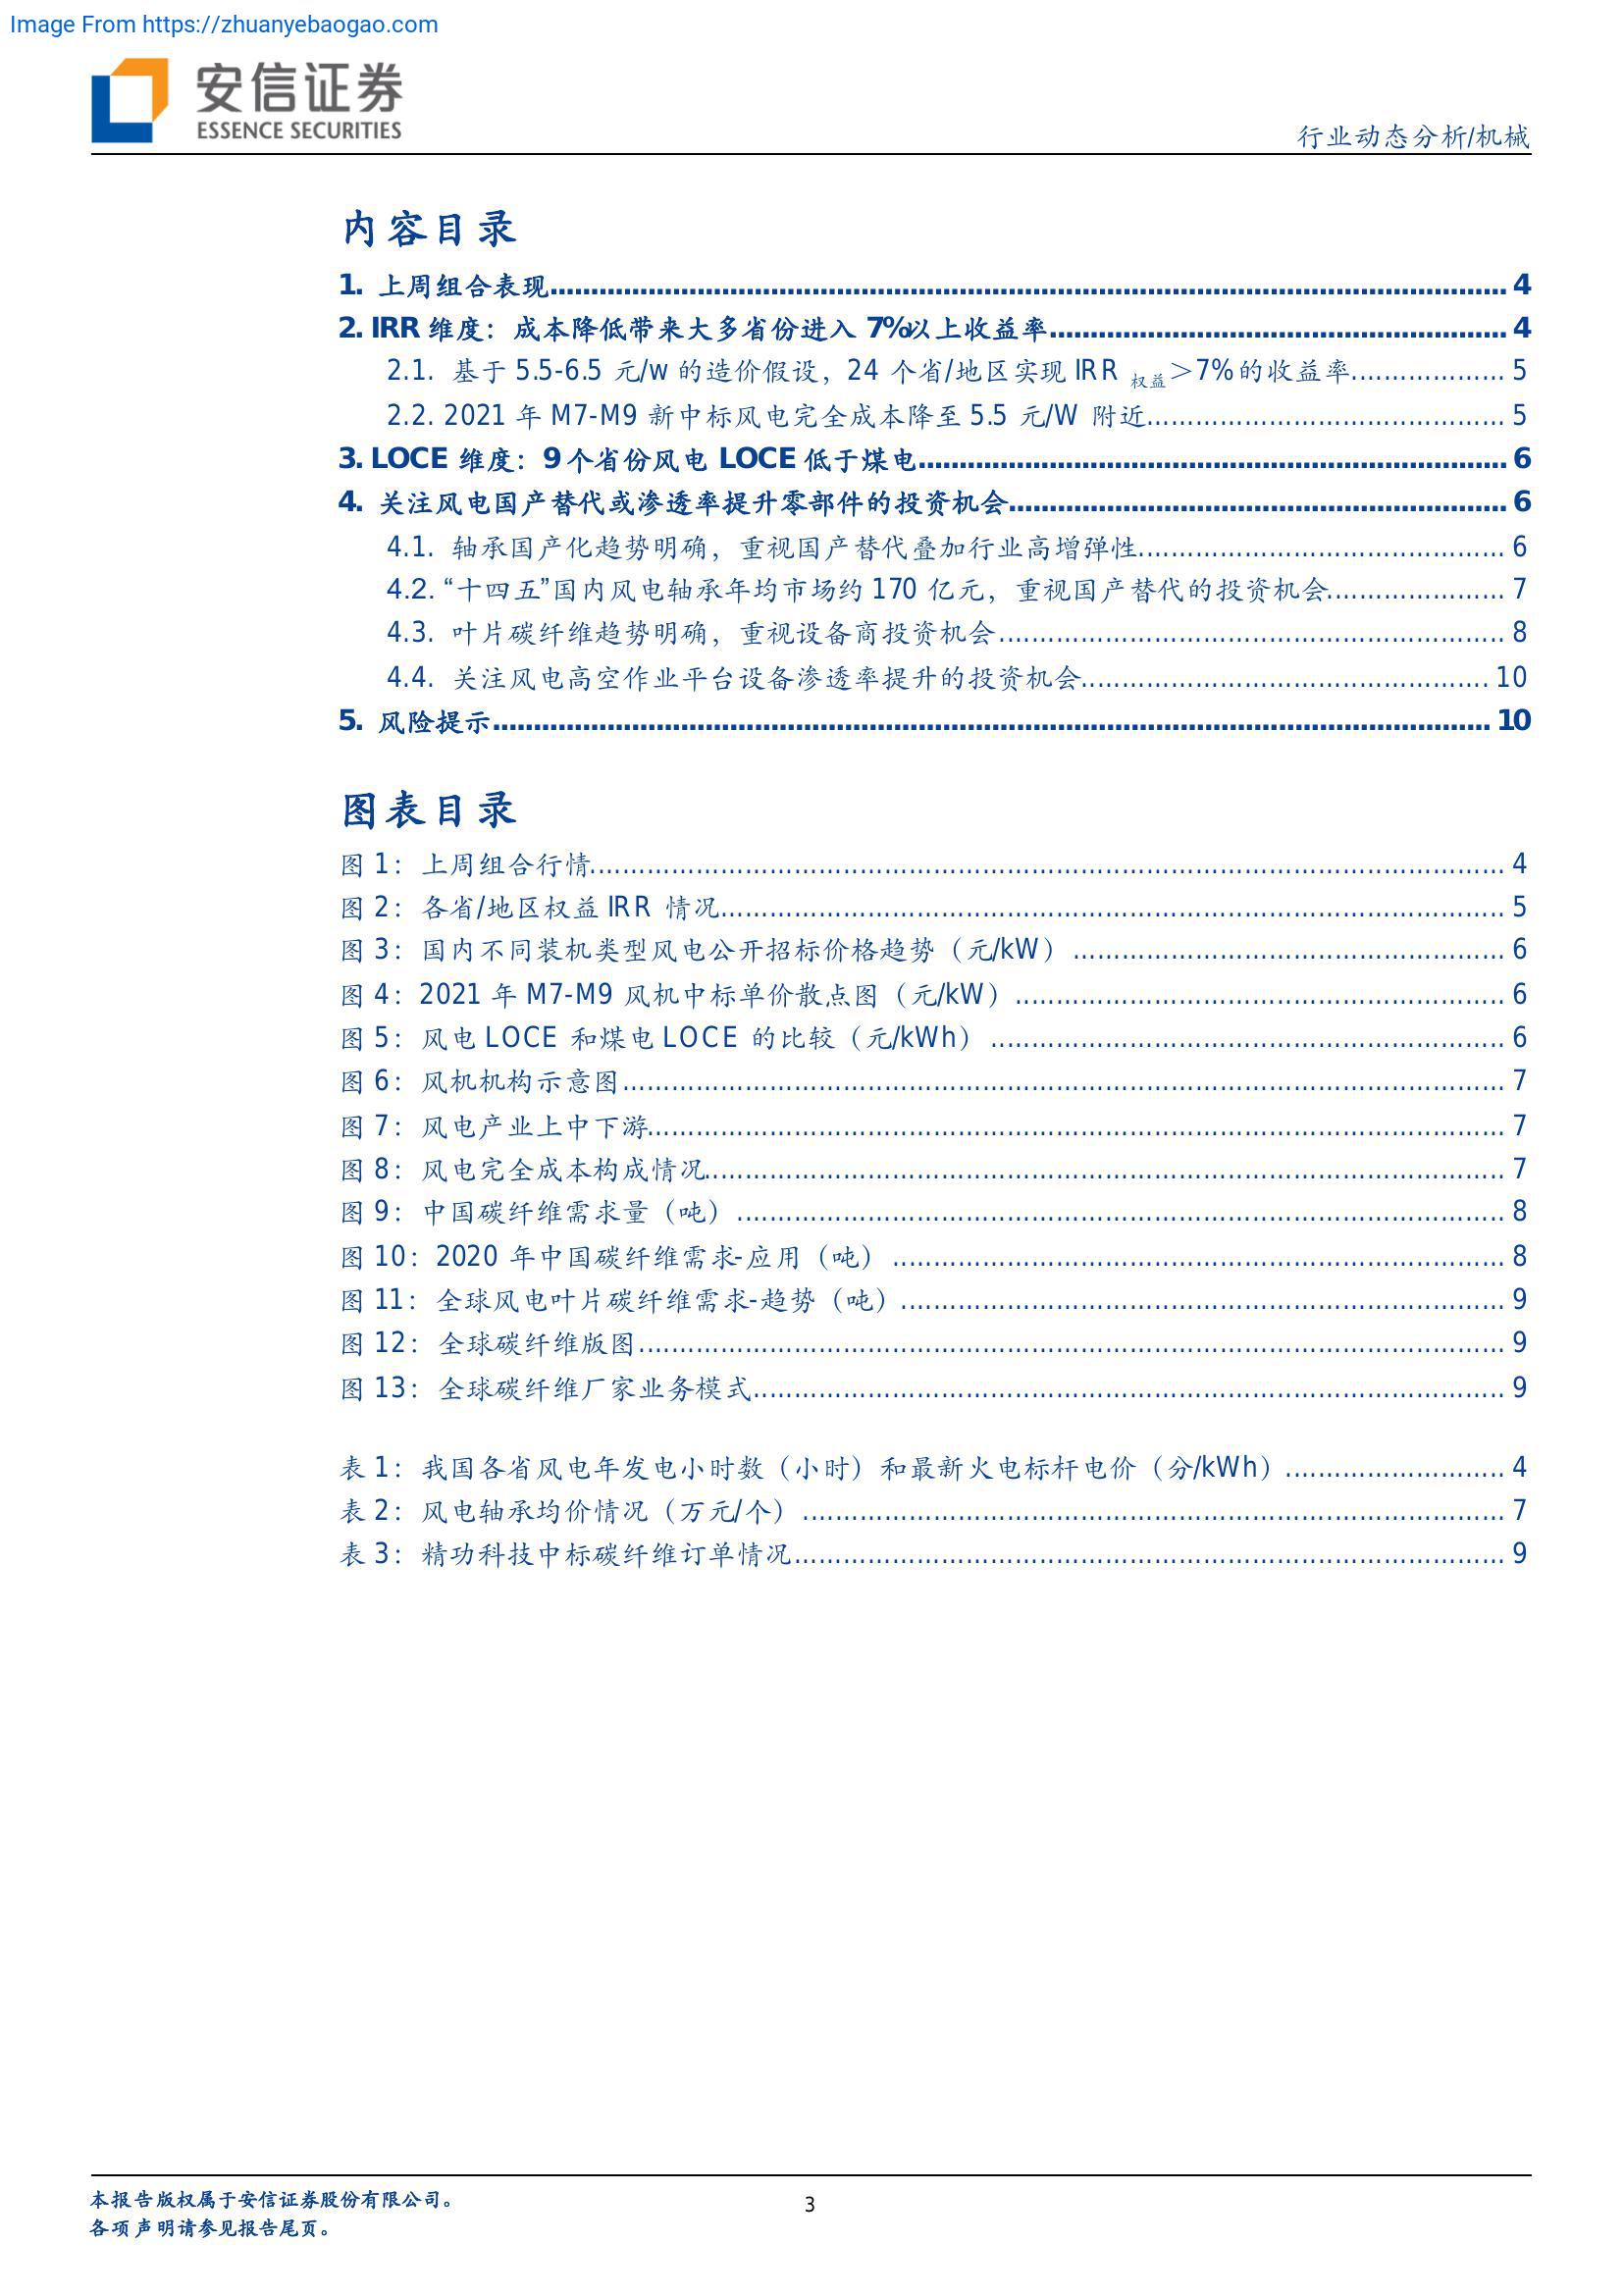 Image From https://zhuanyebaogao.com
安信证券
ESSENCE SECURITIES
行业动态分析/机械
内容目录
1. 上周组合表现 4
2. IRR 维度：成本降低带来大多省份进入 7%以上收益率 4
2.1. 基于 5.5-6.5 元/w 的造价假设，24 个省/地区实现 IRR 权益＞7%的收益率 5
2.2. 2021 年 M7-M9 新中标风电完全成本降至 5.5 元/W 附近 5
3. LOCE 维度：9 个省份风电 LOCE 低于煤电 6
4. 关注风电国产替代或渗透率提升零部件的投资机会 6
4.1. 轴承国产化趋势明确，重视国产替代叠加行业高增弹性 6
4.2. “十四五”国内风电轴承年均市场约 170 亿元，重视国产替代的投资机会 7
4.3. 叶片碳纤维趋势明确，重视设备商投资机会 8
4.4. 关注风电高空作业平台设备渗透率提升的投资机会 10
5. 风险提示 10
图表目录
图 1：上周组合行情 4
图 2：各省/地区权益 IRR 情况 5
图 3：国内不同装机类型风电公开招标价格趋势（元/kW） 6
图 4：2021 年 M7-M9 风机中标单价散点图（元/kW） 6
图 5：风电 LOCE 和煤电 LOCE 的比较（元/kWh） 6
图 6：风机机构示意图 7
图 7：风电产业上中下游 7
图 8：风电完全成本构成情况 7
图 9：中国碳纤维需求量（吨） 8
图 10：2020 年中国碳纤维需求-应用（吨） 8
图 11：全球风电叶片碳纤维需求-趋势（吨） 9
图 12：全球碳纤维版图 9
图 13：全球碳纤维厂家业务模式 9
表 1：我国各省风电年发电小时数（小时）和最新火电标杆电价（分/kWh） 4
表 2：风电轴承均价情况（万元/个） 7
表 3：精功科技中标碳纤维订单情况 9
本报告版权属于安信证券股份有限公司。
各项声明请参见报告尾页。
3